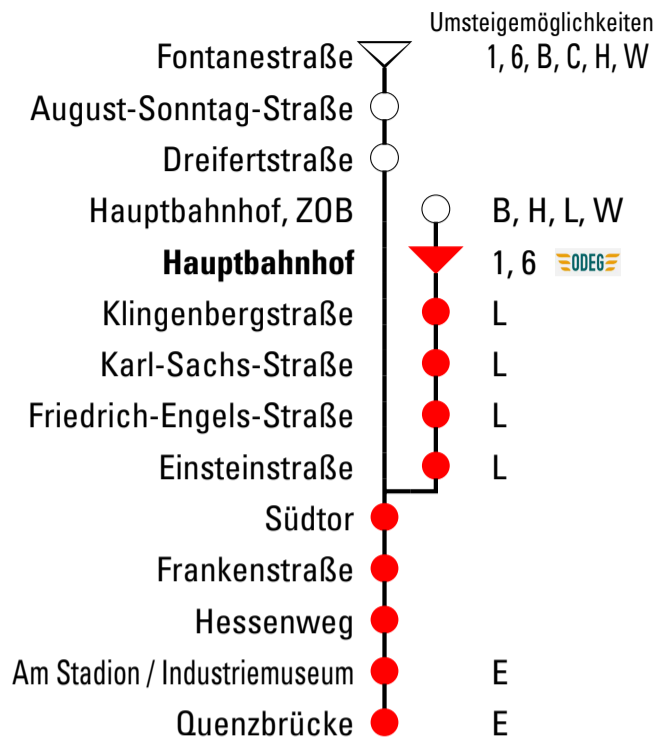 Umsteigemöglichkeiten
Fontanestraße 1, 6, B, C, H, W
August-Sonntag-Straße
Dreifertstraße
Hauptbahnhof, ZOB B, H, L, W
Hauptbahnhof 1, 6 ODEG
Klingenbergstraße L
Karl-Sachs-Straße L
Friedrich-Engels-Straße L
Einsteinstraße L
Südtor
Frankenstraße
Hessenweg
Am Stadion / Industriemuseum E
Quenzbrücke E